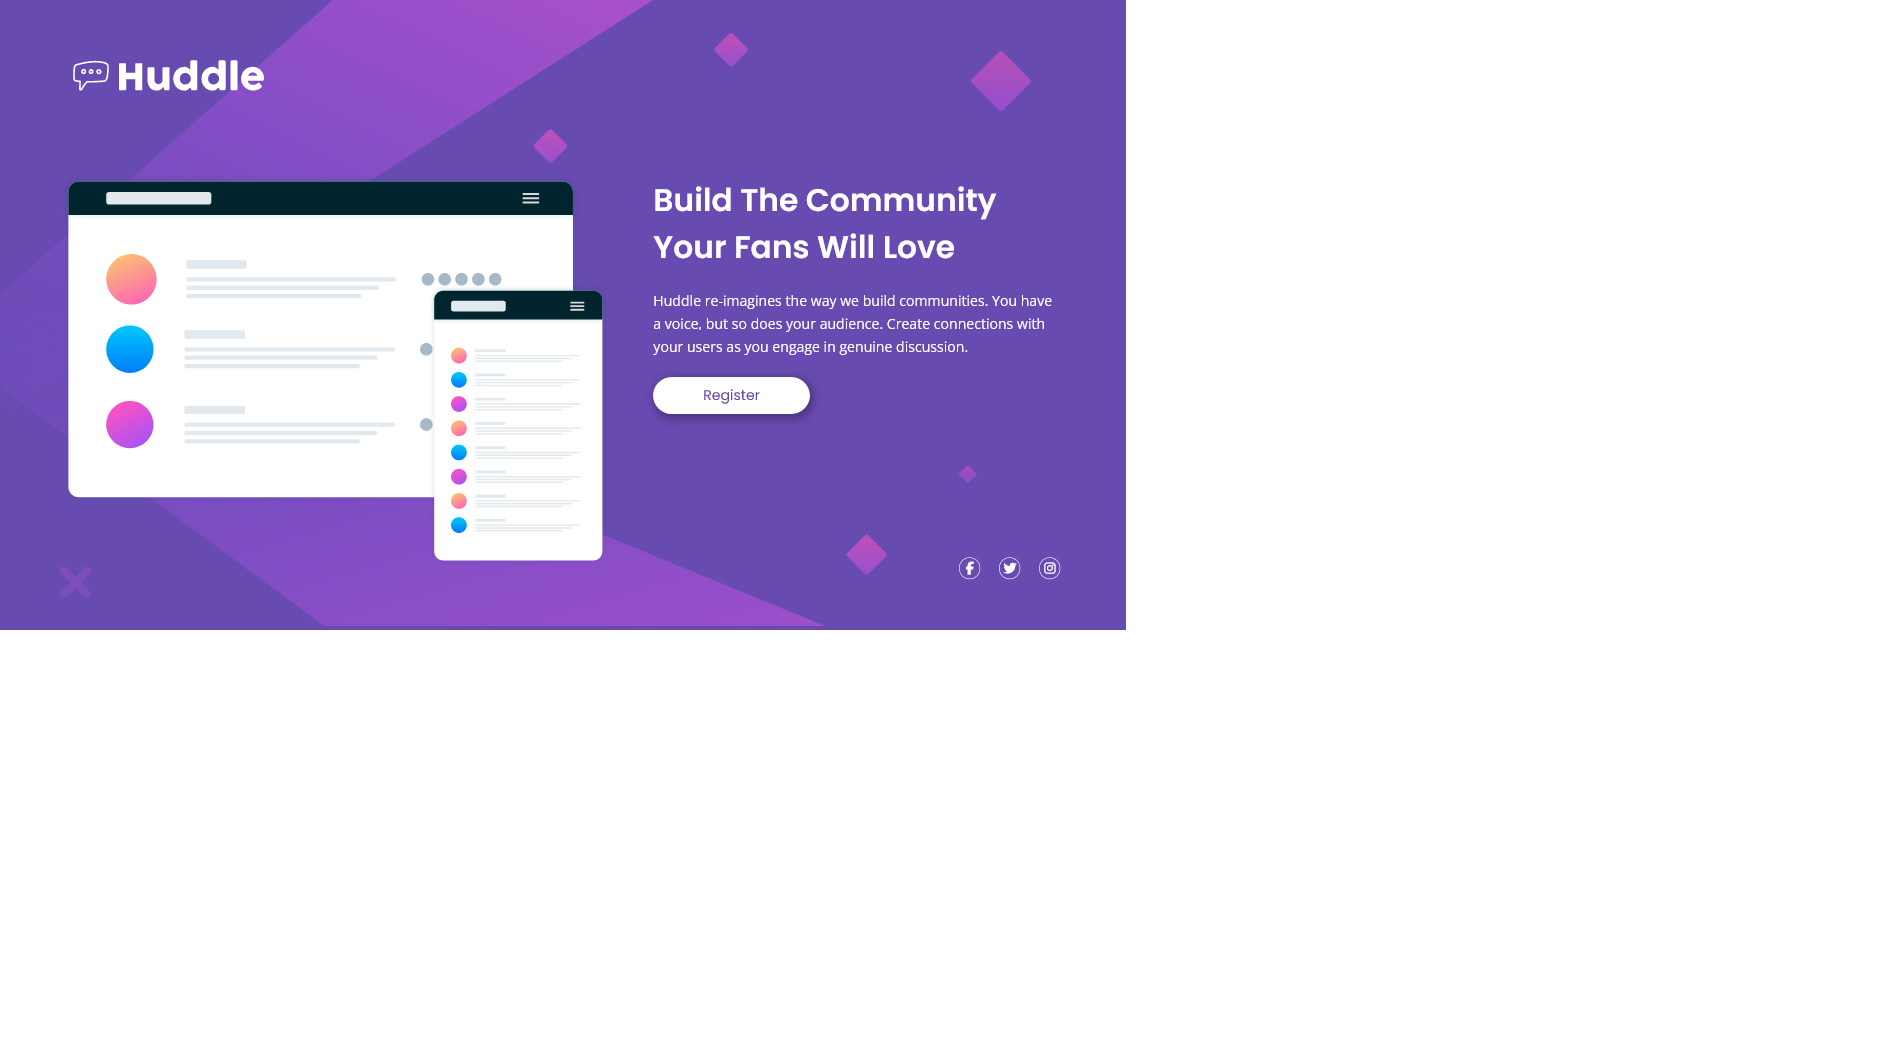 Huddle
Build The Community
Your Fans Will Love
Huddle re-imagines the way we build communities. You have
a voice, but so does your audience. Create connections with
your users as you engage in genuine discussion.
Register